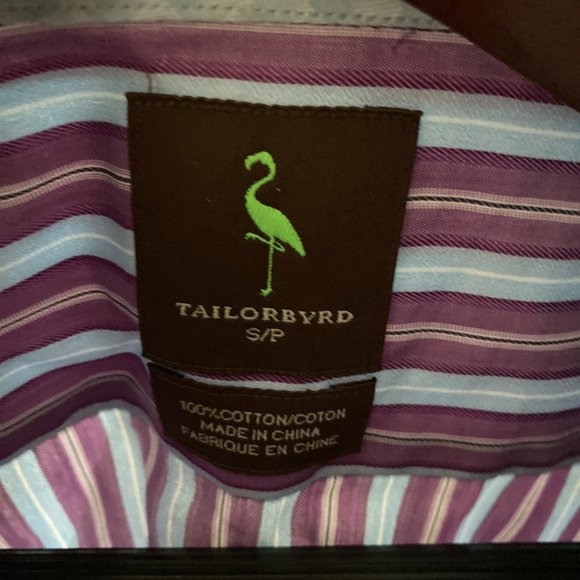 TAILORBYRD
S/P
100%COTTON/COTON
MADE IN CHINA
FABRIQUE EN CHINE